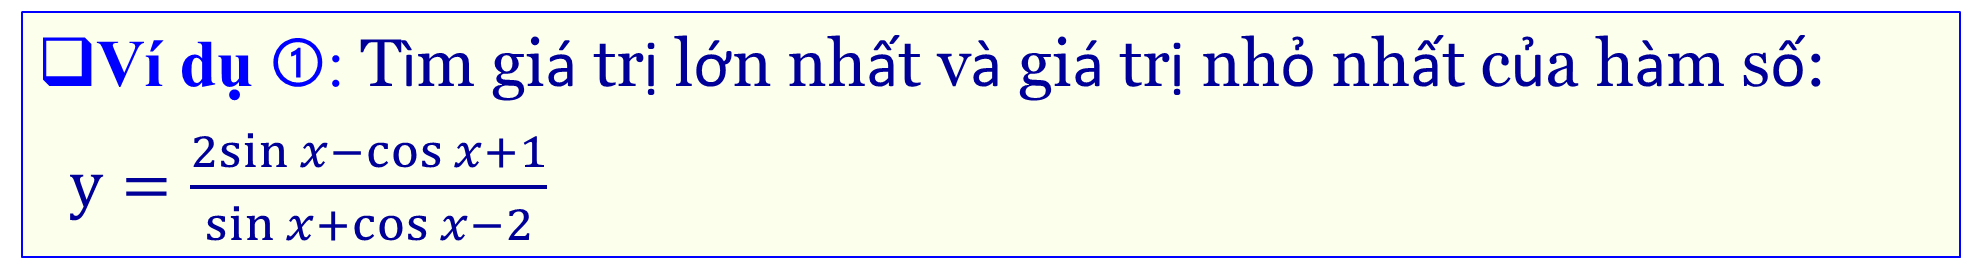 ❑Ví dụ ①: Tìm giá trị lớn nhất và giá trị nhỏ nhất của hàm số:
y = \frac{2sin x−cos x+1}{sin x+cos x−2}